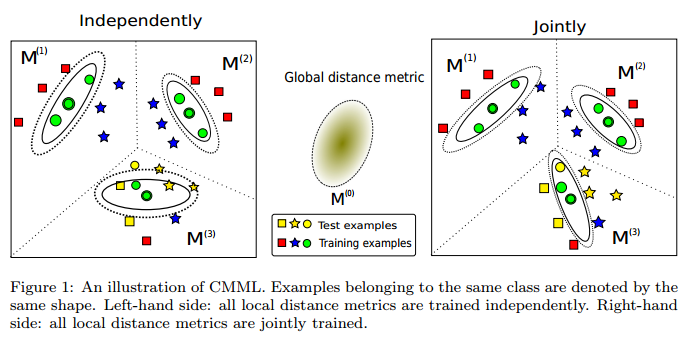 Independently
Jointly
M(1)
M(2)
M(3)
Global distance metric
M(0)
Test examples
Training examples
M(1)
M(2)
M(3)
Figure 1: An illustration of CMML. Examples belonging to the same class are denoted by the
same shape. Left-hand side: all local distance metrics are trained independently. Right-hand
side: all local distance metrics are jointly trained.